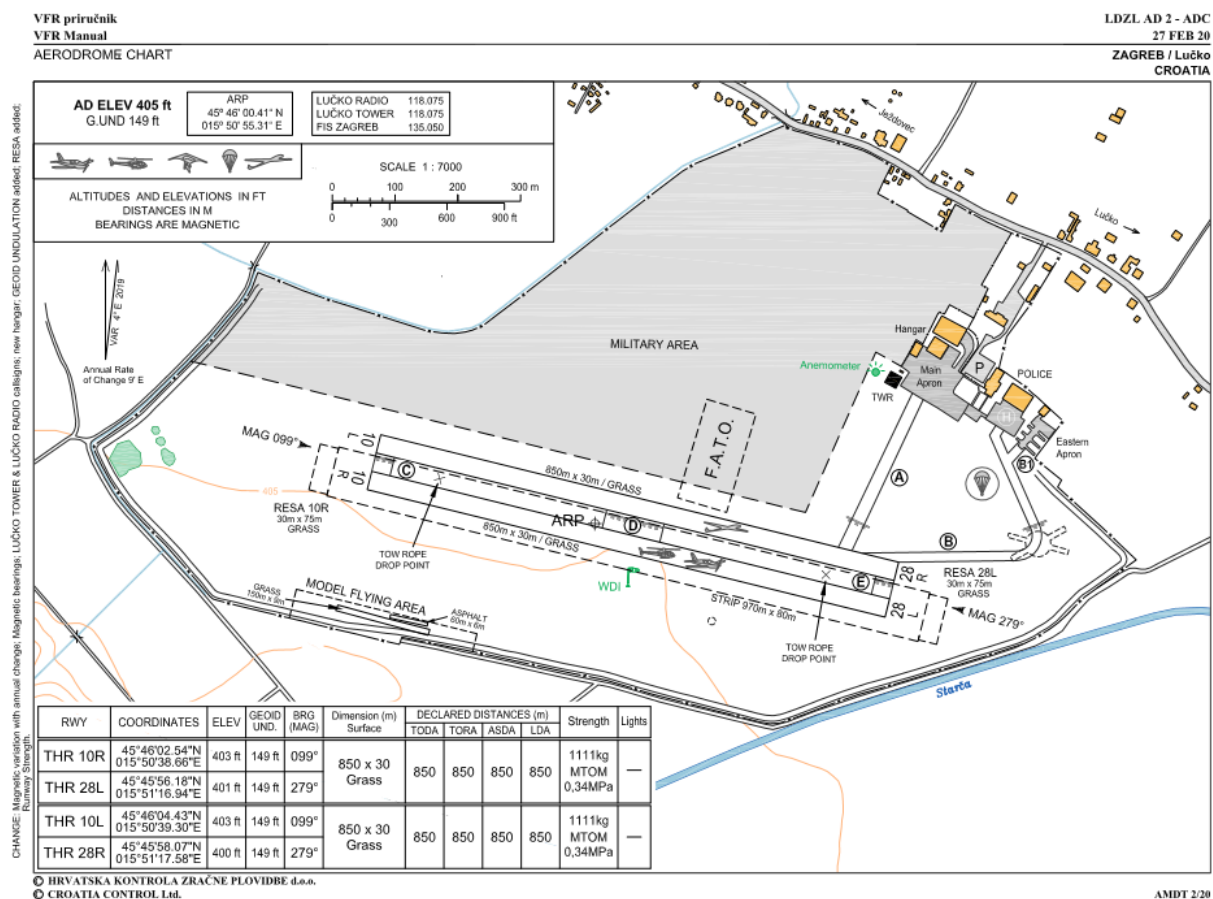 VFR priručnik
VFR Manual
AERODROME CHART
LDZL AD 2 - ADC
27 FEB 20
ZAGREB / Lučko
CROATIA
AD ELEV 405 ft
G.UND 149 ft
ARP
45º 46' 00.41" N
015º 50' 55.31" E
LUČKO RADIO 118.075
LUČKO TOWER 118.075
FIS ZAGREB 135.050
ALTITUDES AND ELEVATIONS IN FT
DISTANCES IN M
BEARINGS ARE MAGNETIC
SCALE 1 : 7000
0 100 200 300 m
0 300 600 900 ft
VAR 4° E 2019
Annual Rate
of Change 9' E
Ježdovec
Lučko
MILITARY AREA
Hangar
Anemometer
TWR
Main
Apron
P
POLICE
H
Eastern
Apron
B1
A
B
F.A.T.O.
MAG 099°
10 L
10 R
C
850m x 30m / GRASS
405
RESA 10R
30m x 75m
GRASS
ARP
D
850m x 30m / GRASS
TOW ROPE
DROP POINT
WDI
E
28 R
28 L
RESA 28L
30m x 75m
GRASS
MAG 279°
STRIP 970m x 80m
TOW ROPE
DROP POINT
GRASS
150m x 9m
MODEL FLYING AREA
ASPHALT
60m x 6m
Starča
RWY COORDINATES ELEV GEOID UND. BRG (MAG) Dimension (m) Surface DECLARED DISTANCES (m) Strength Lights
TODA TORA ASDA LDA
THR 10R 45°46'02.54"N 015°50'38.66"E 403 ft 149 ft 099° 850 x 30 Grass 850 850 850 850 1111kg MTOM 0,34MPa —
THR 28L 45°45'56.18"N 015°51'16.94"E 401 ft 149 ft 279°
THR 10L 45°46'04.43"N 015°50'39.30"E 403 ft 149 ft 099° 850 x 30 Grass 850 850 850 850 1111kg MTOM 0,34MPa —
THR 28R 45°45'58.07"N 015°51'17.58"E 400 ft 149 ft 279°
CHANGE: Magnetic variation with annual change; Magnetic bearings; LUČKO TOWER & LUČKO RADIO callsigns; new hangar; GEOID UNDULATION added; RESA added;
Runway Strength.
© HRVATSKA KONTROLA ZRAČNE PLOVIDBE d.o.o.
© CROATIA CONTROL Ltd.
AMDT 2/20